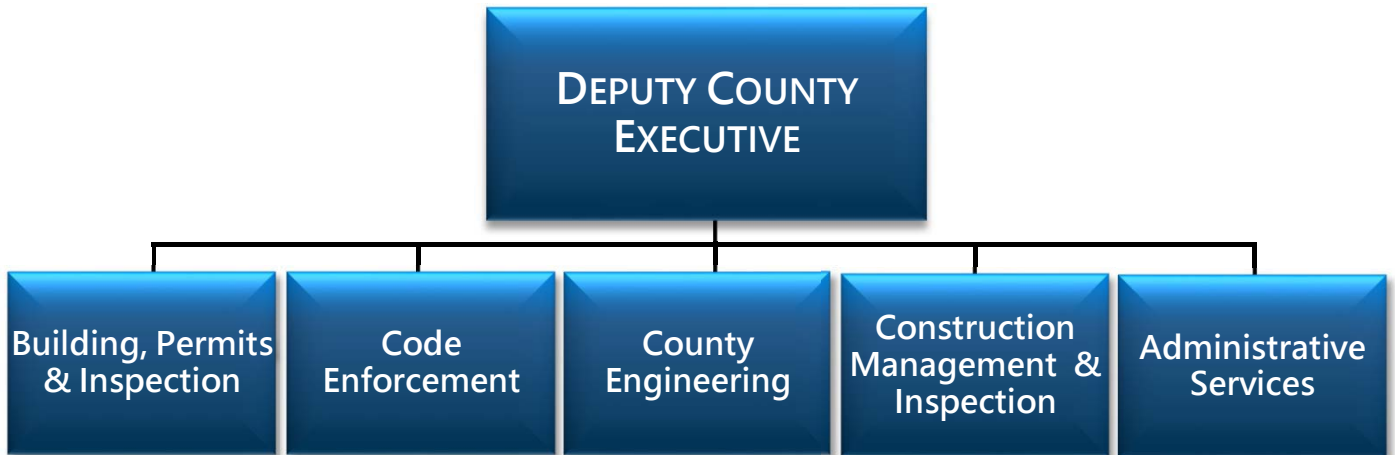 DEPUTY COUNTY
EXECUTIVE
Building, Permits
& Inspection
Code
Enforcement
County
Engineering
Construction
Management &
Inspection
Administrative
Services